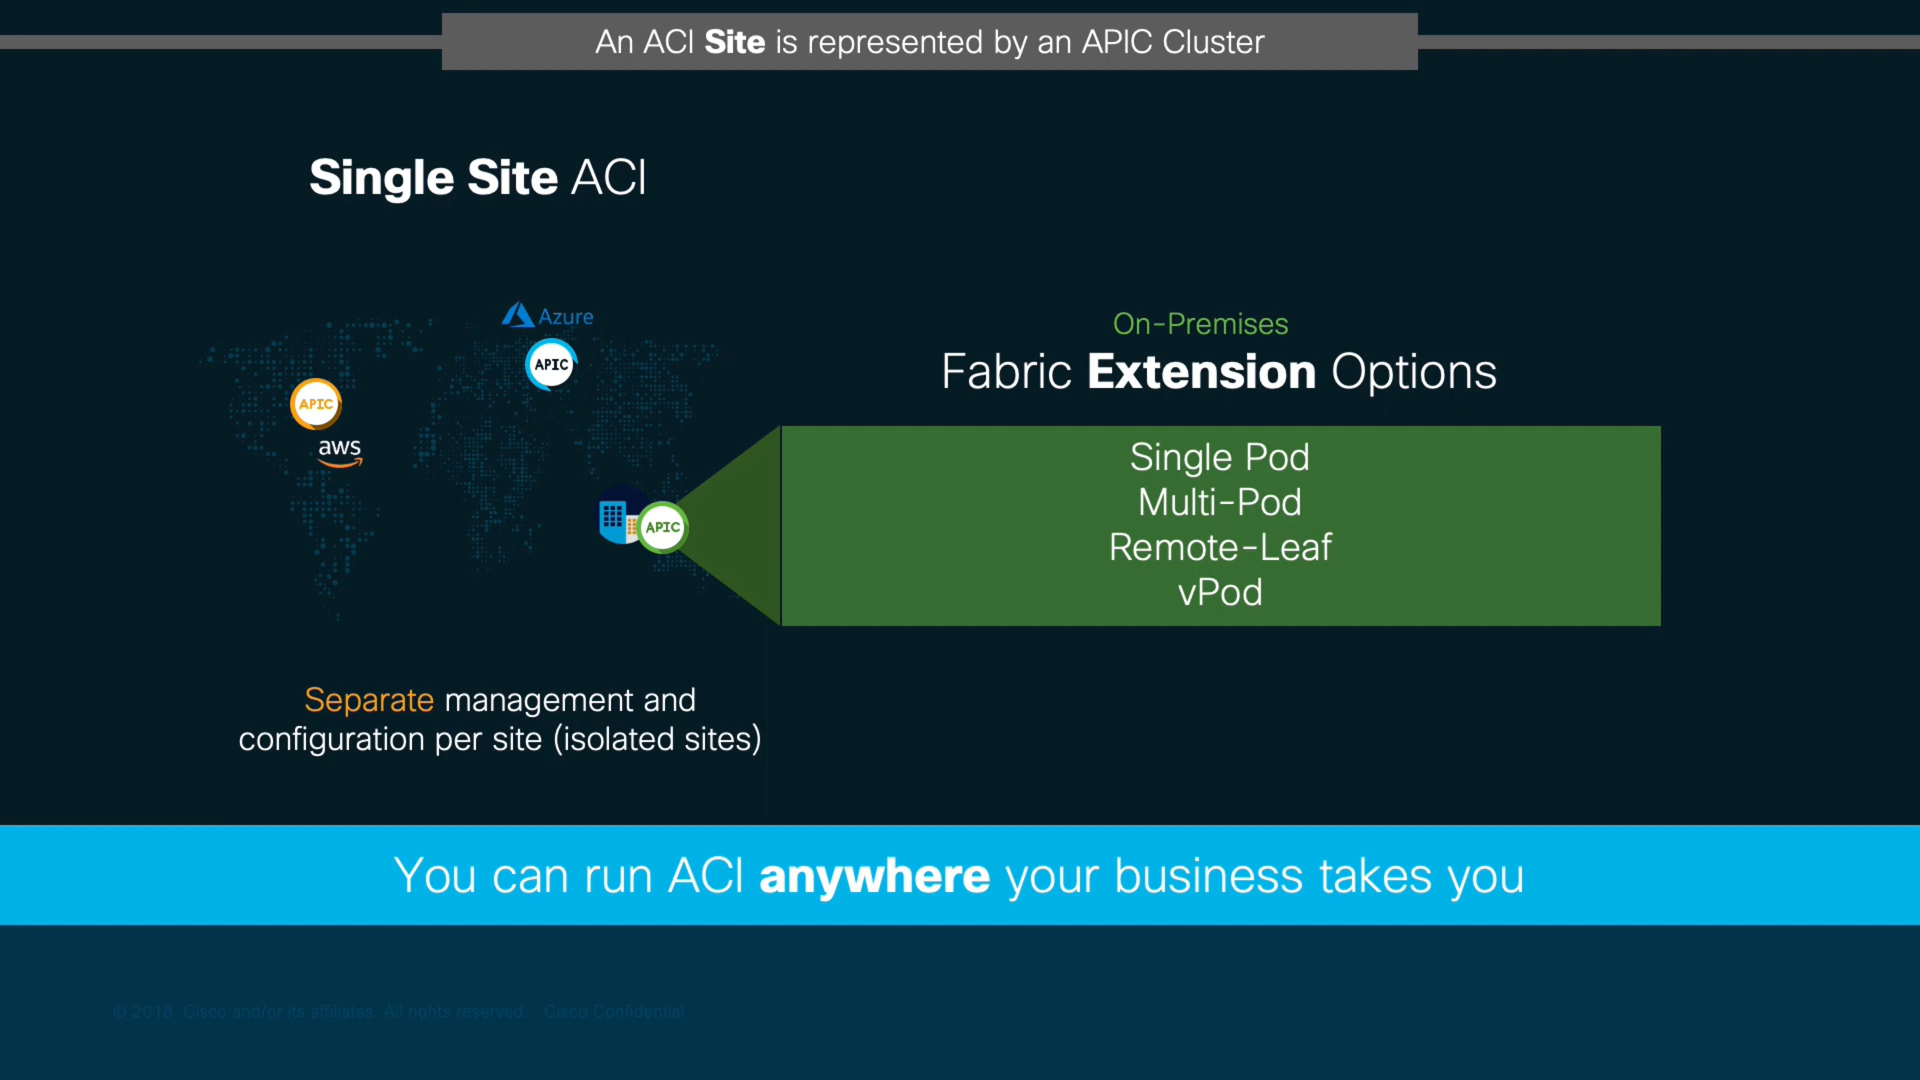 An ACI Site is represented by an APIC Cluster
Single Site ACI
Azure
APIC
APIC
aws
APIC
On-Premises
Fabric Extension Options
Single Pod
Multi-Pod
Remote-Leaf
vPod
Separate management and
configuration per site (isolated sites)
You can run ACI anywhere your business takes you
© 2018 Cisco and/or its affiliates. All rights reserved. Cisco Confidential